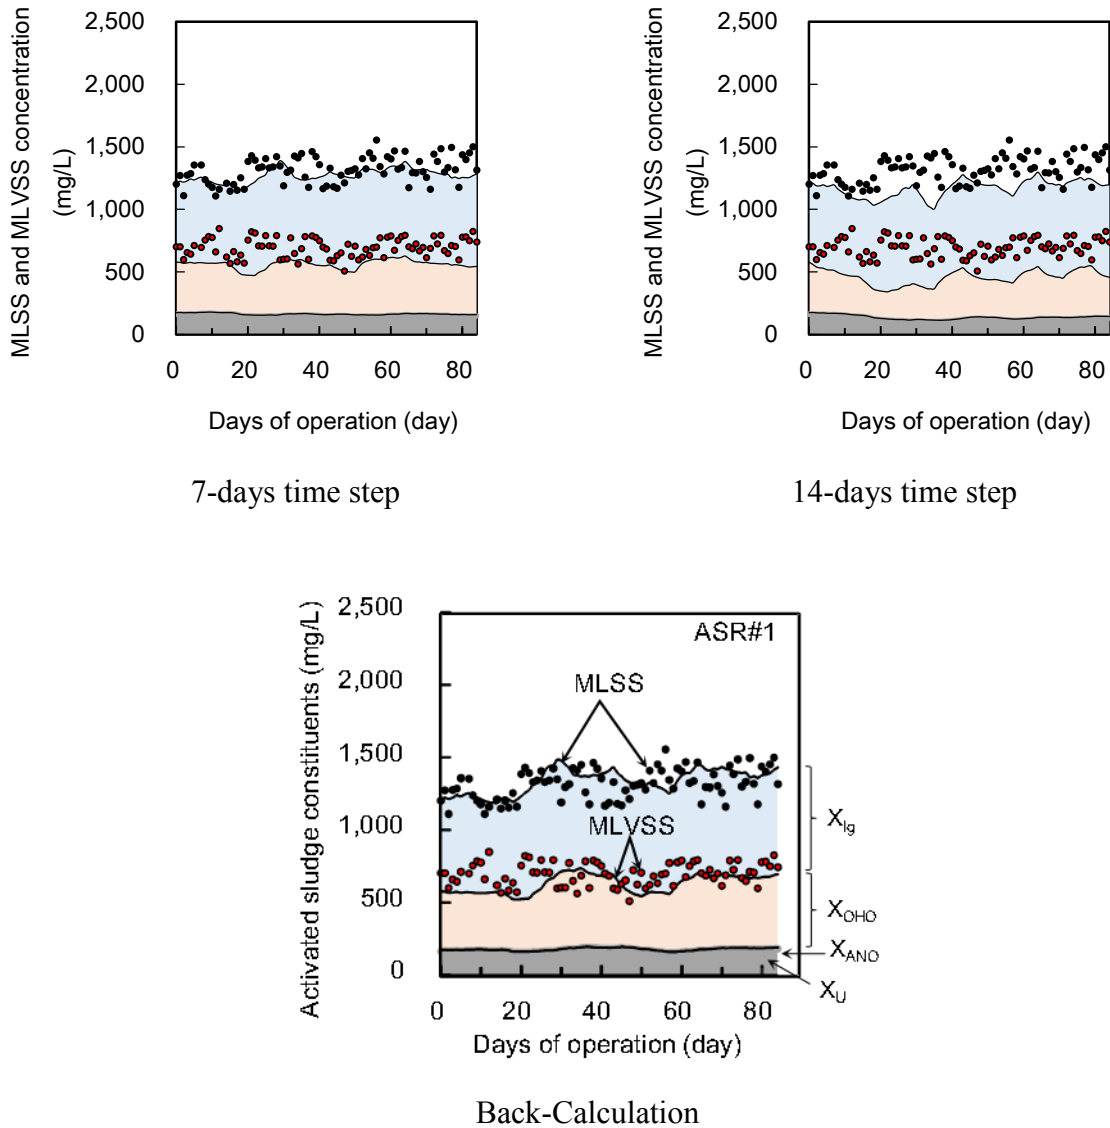 MLSS and MLVSS concentration
(mg/L)
2,500
2,000
1,500
1,000
500
0
0 20 40 60 80
Days of operation (day)
7-days time step
MLSS and MLVSS concentration
(mg/L)
2,500
2,000
1,500
1,000
500
0
0 20 40 60 80
Days of operation (day)
14-days time step
Activated sludge constituents (mg/L)
2,500
2,000
1,500
1,000
500
0
ASR#1
MLSS
MLVSS
X_Ig
X_OHO
X_ANO
X_U
0 20 40 60 80
Days of operation (day)
Back-Calculation